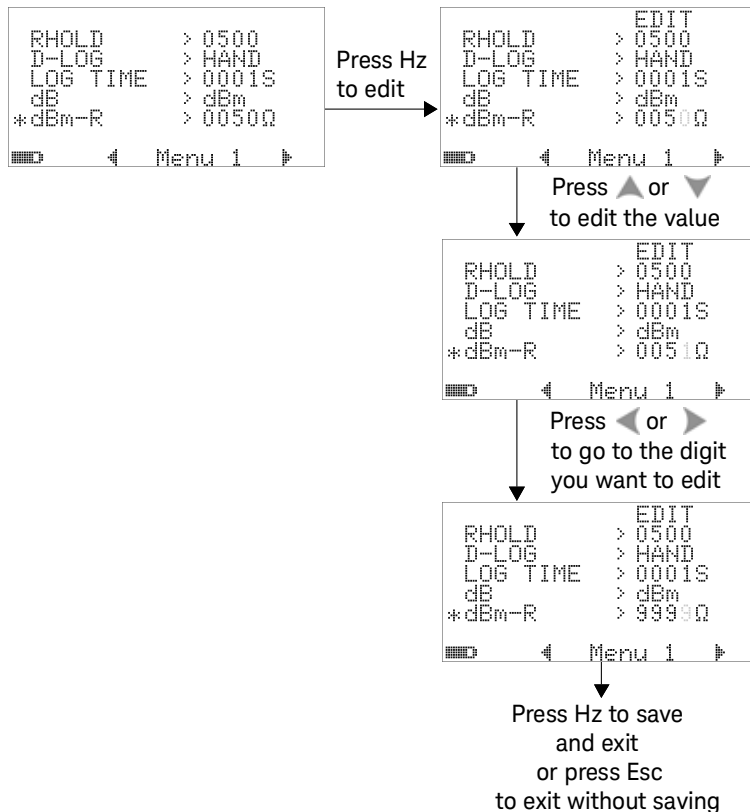 RHOLD > 0500
D-LOG > HAND
LOG TIME > 0001S
dB > dBm
*dBm-R > 0050Ω
Menu 1
Press Hz
to edit
EDIT
RHOLD > 0500
D-LOG > HAND
LOG TIME > 0001S
dB > dBm
*dBm-R > 0050Ω
Menu 1
Press or
to edit the value
EDIT
RHOLD > 0500
D-LOG > HAND
LOG TIME > 0001S
dB > dBm
*dBm-R > 0051Ω
Menu 1
Press or
to go to the digit
you want to edit
EDIT
RHOLD > 0500
D-LOG > HAND
LOG TIME > 0001S
dB > dBm
*dBm-R > 9999Ω
Menu 1
Press Hz to save
and exit
or press Esc
to exit without saving